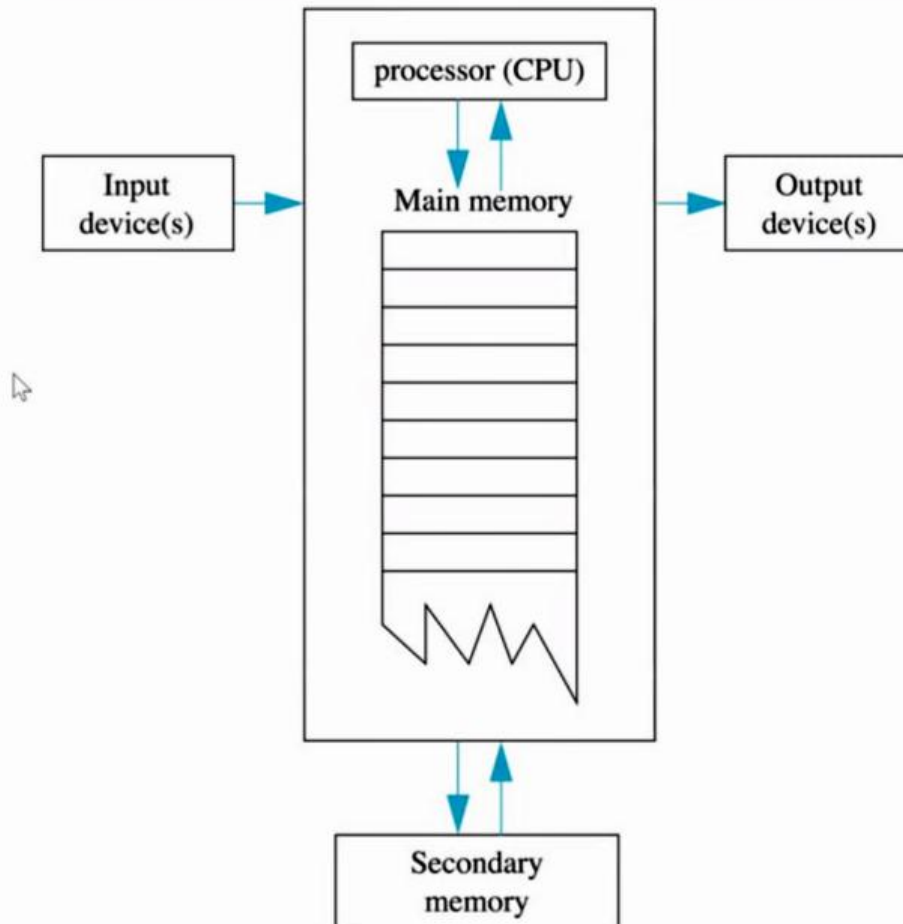 processor (CPU)
Input
device(s)
Main memory
Output
device(s)
Secondary
memory